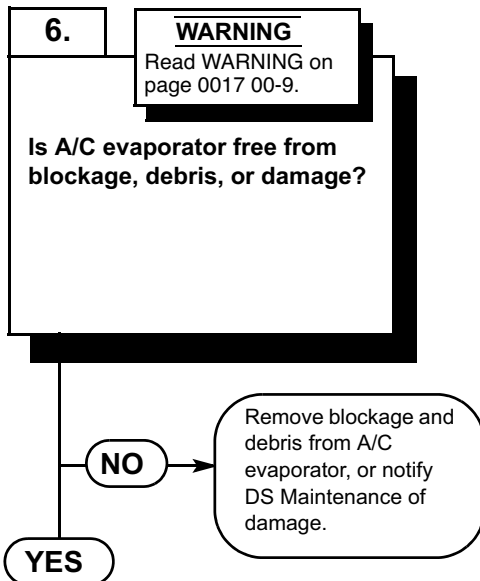 6.
WARNING
Read WARNING on
page 0017 00-9.
Is A/C evaporator free from
blockage, debris, or damage?
NO
Remove blockage and
debris from A/C
evaporator, or notify
DS Maintenance of
damage.
YES